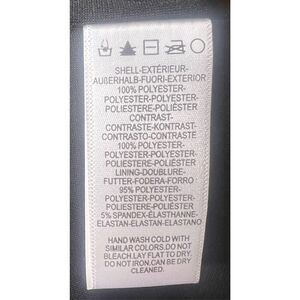 SHELL-EXTÉRIEUR-
AUßERHALB-FUORI-EXTERIOR
100% POLYESTER-
POLYESTER-POLYESTER-
POLIESTERE-POLIÉSTER
CONTRAST-
CONTRASTE-KONTRAST-
CONTRASTO-CONTRASTE
100% POLYESTER-
POLYESTER-POLYESTER-
POLIESTERE-POLIÉSTER
LINING-DOUBLURE-
FUTTER-FODERA-FORRO
95% POLYESTER-
POLYESTER-POLYESTER-
POLIESTERE-POLIÉSTER
5% SPANDEX-ÉLASTHANNE-
ELASTAN-ELASTAN-ELASTANO
HAND WASH COLD WITH
SIMILAR COLORS.DO NOT
BLEACH.LAY FLAT TO DRY.
DO NOT IRON.CAN BE DRY
CLEANED.